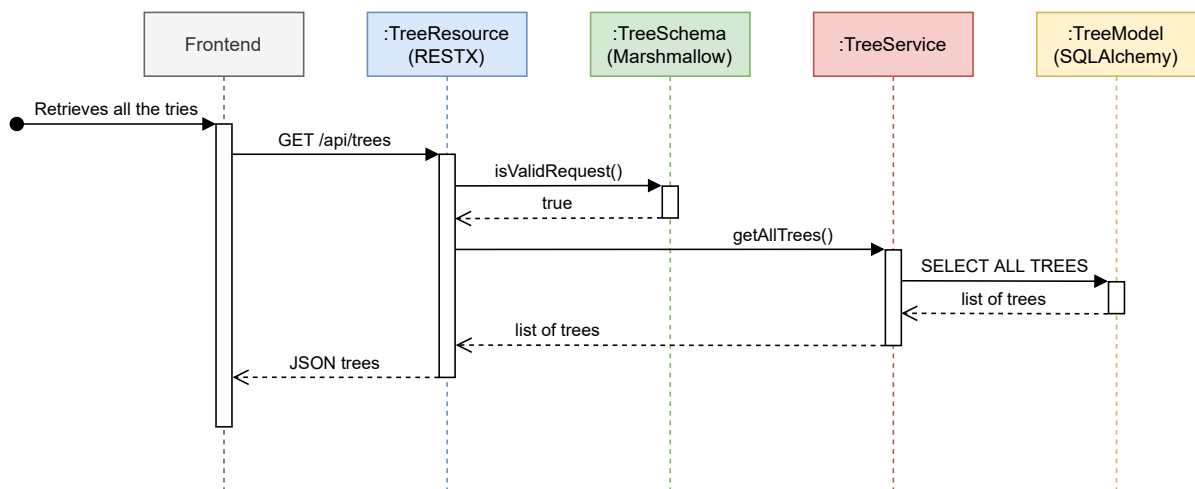 Frontend
:TreeResource
(RESTX)
:TreeSchema
(Marshmallow)
:TreeService
:TreeModel
(SQLAlchemy)
Retrieves all the tries
GET /api/trees
isValidRequest()
true
getAllTrees()
SELECT ALL TREES
list of trees
list of trees
JSON trees